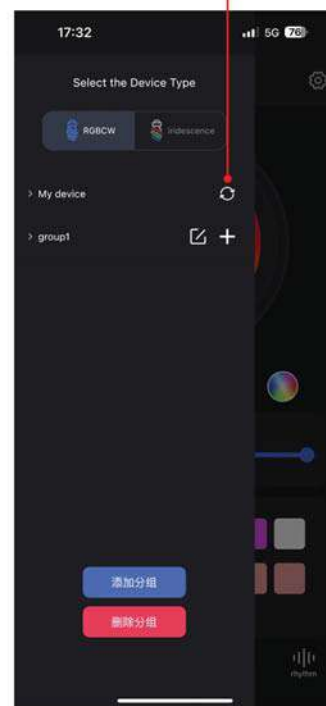 17:32 5G 76
Select the Device Type
RGBCW iridescence
My device
group1
添加分组
删除分组
rhythm